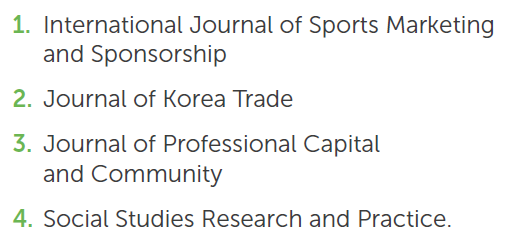 1. International Journal of Sports Marketing
and Sponsorship
2. Journal of Korea Trade
3. Journal of Professional Capital
and Community
4. Social Studies Research and Practice.